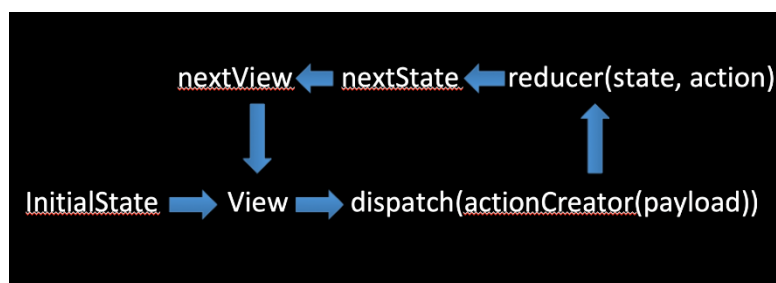 nextView nextState reducer(state, action)
InitialState View dispatch(actionCreator(payload))